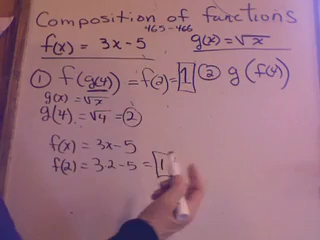 Composition of functions
465-466
f(x) = 3x-5 g(x)=√x
① f(g(4)) = f(2) = 1 ② g(f(4))
g(x)=√x
g(4)=√4=2
f(x) = 3x-5
f(2) = 3·2-5 = 1